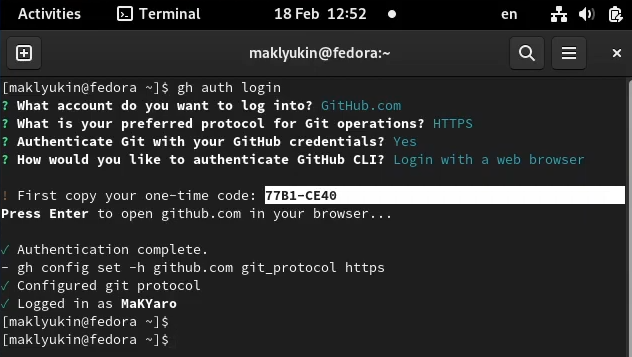 Activities Terminal 18 Feb 12:52 en
maklyukin@fedora:~
[maklyukin@fedora ~]$ gh auth login
? What account do you want to log into? GitHub.com
? What is your preferred protocol for Git operations? HTTPS
? Authenticate Git with your GitHub credentials? Yes
? How would you like to authenticate GitHub CLI? Login with a web browser
! First copy your one-time code: 77B1-CE40
Press Enter to open github.com in your browser...
✓ Authentication complete.
- gh config set -h github.com git_protocol https
✓ Configured git protocol
✓ Logged in as MaKYaro
[maklyukin@fedora ~]$
[maklyukin@fedora ~]$